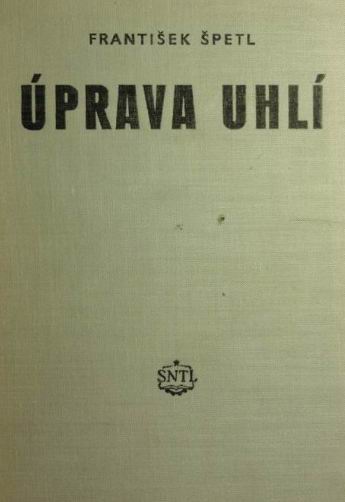 FRANTIŠEK ŠPETL
ÚPRAVA UHLÍ
SNTL